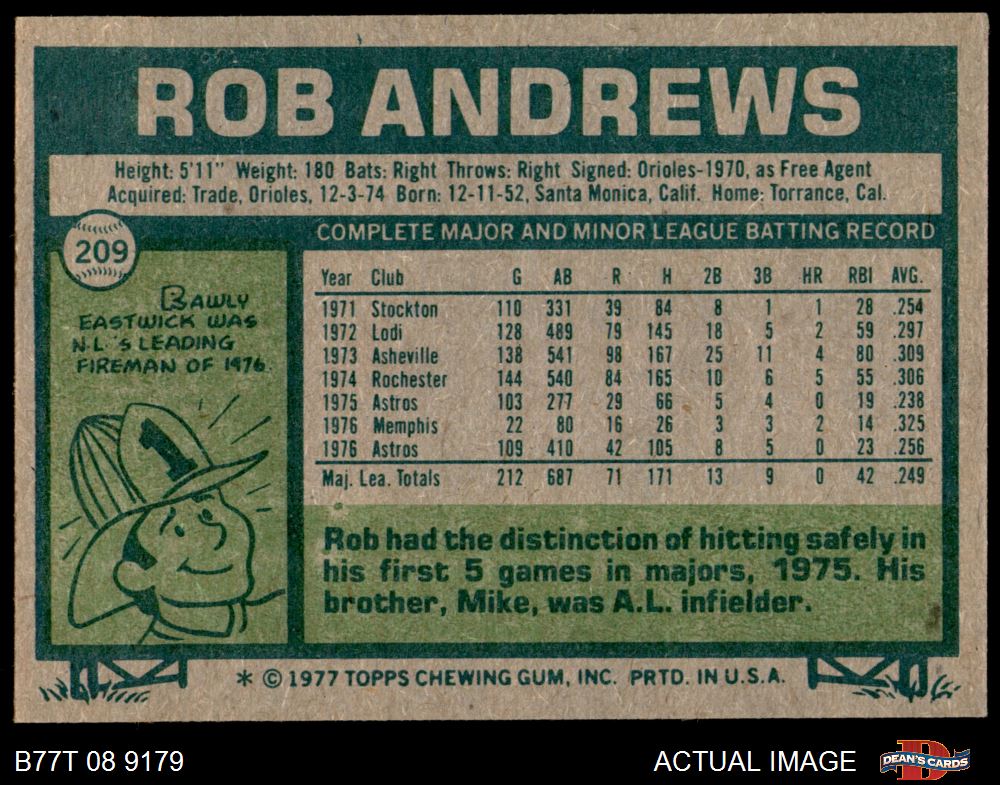 ROB ANDREWS
Height: 5'11" Weight: 180 Bats: Right Throws: Right Signed: Orioles-1970, as Free Agent
Acquired: Trade, Orioles, 12-3-74 Born: 12-11-52, Santa Monica, Calif. Home: Torrance, Cal.
209
COMPLETE MAJOR AND MINOR LEAGUE BATTING RECORD
RAWLY
EASTWICK WAS
N.L.'S LEADING
FIREMAN OF 1976.
1
Year Club G AB R H 2B 3B HR RBI AVG.
1971 Stockton 110 331 39 84 8 1 1 28 .254
1972 Lodi 128 489 79 145 18 5 2 59 .297
1973 Asheville 138 541 98 167 25 11 4 80 .309
1974 Rochester 144 540 84 165 10 6 5 55 .306
1975 Astros 103 277 29 66 5 4 0 19 .238
1976 Memphis 22 80 16 26 3 3 2 14 .325
1976 Astros 109 410 42 105 8 5 0 23 .256
Maj. Lea. Totals 212 687 71 171 13 9 0 42 .249
Rob had the distinction of hitting safely in
his first 5 games in majors, 1975. His
brother, Mike, was A.L. infielder.
* © 1977 TOPPS CHEWING GUM, INC. PRTD. IN U.S.A.
B77T 08 9179
ACTUAL IMAGE
D
DEAN'S CARDS